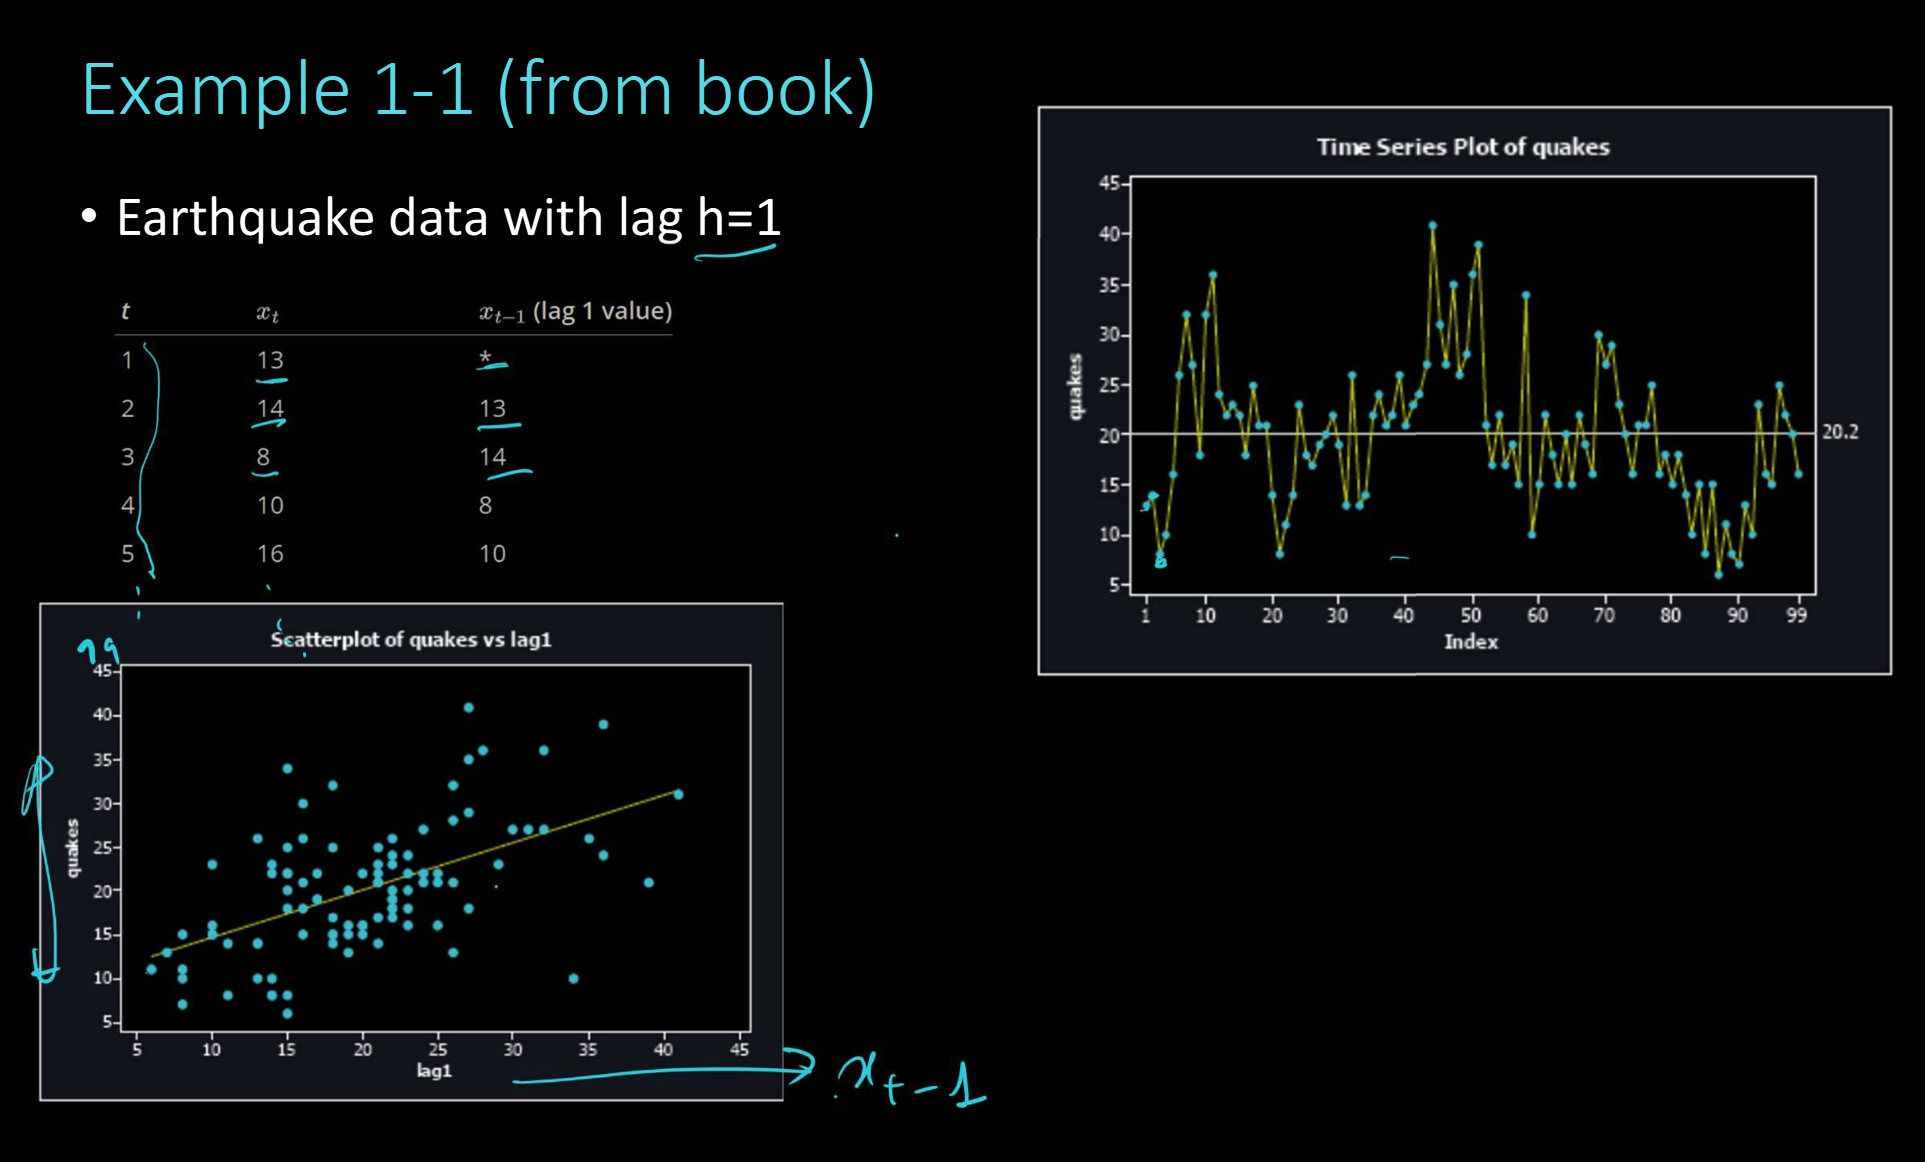 Example 1-1 (from book)
• Earthquake data with lag h=1
t xₜ xₜ₋₁ (lag 1 value)
1 13 *
2 14 13
3 8 14
4 10 8
5 16 10
99
Scatterplot of quakes vs lag1
45
40
35
30
25
20
15
10
5
quakes
5 10 15 20 25 30 35 40 45
lag1
xₜ₋₁
Time Series Plot of quakes
45
40
35
30
25
20
15
10
5
quakes
20.2
1 10 20 30 40 50 60 70 80 90 99
Index